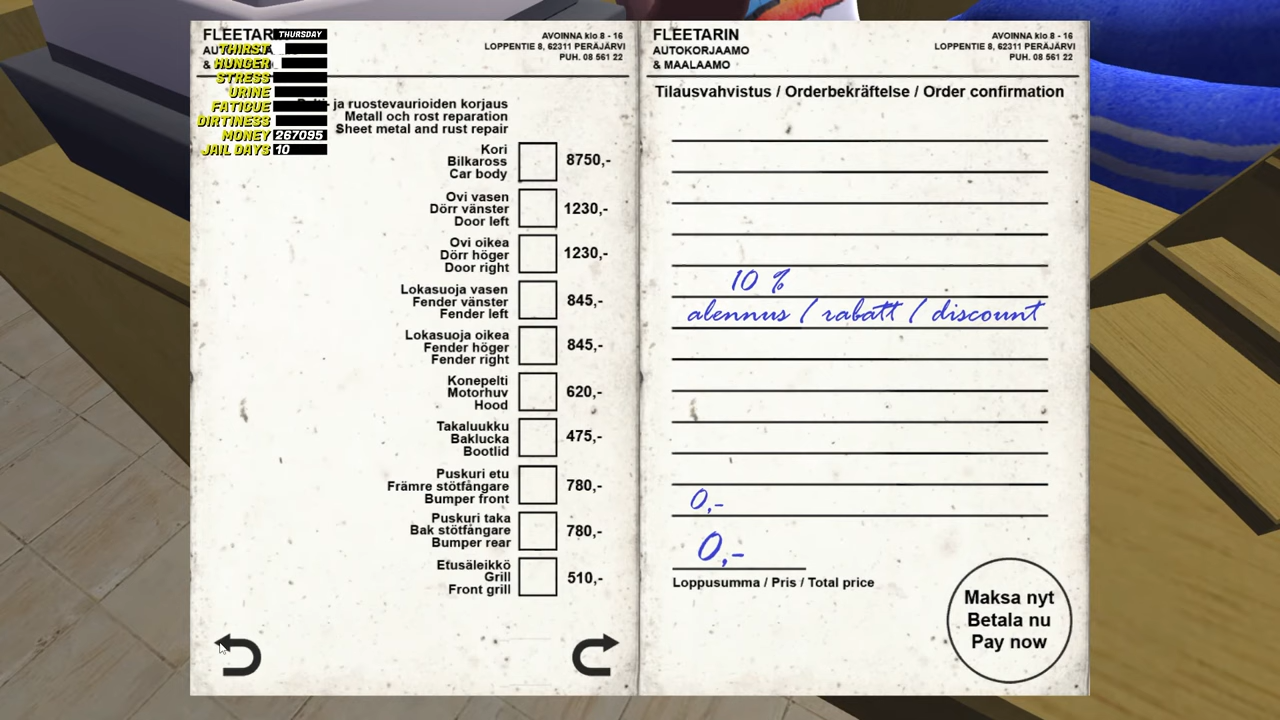 FLEETAR
THURSDAY
AVOINNA klo 8 - 16
LOPPENTIE 8, 62311 PERÄJÄRVI
PUH. 08 561 22
THIRST
HUNGER
STRESS
URINE
FATIGUE
DIRTINESS
MONEY 267095
JAIL DAYS 10
ja ruostevaurioiden korjaus
Metall och rost reparation
Sheet metal and rust repair
Kori
Bilkaross
Car body
8750,-
Ovi vasen
Dörr vänster
Door left
1230,-
Ovi oikea
Dörr höger
Door right
1230,-
Lokasuoja vasen
Fender vänster
Fender left
845,-
Lokasuoja oikea
Fender höger
Fender right
845,-
Konepelti
Motorhuv
Hood
620,-
Takaluukku
Baklucka
Bootlid
475,-
Puskuri etu
Främre stötfångare
Bumper front
780,-
Puskuri taka
Bak stötfångare
Bumper rear
780,-
Etusäleikkö
Grill
Front grill
510,-
FLEETARIN
AUTOKORJAAMO
& MAALAAMO
AVOINNA klo 8 - 16
LOPPENTIE 8, 62311 PERÄJÄRVI
PUH. 08 561 22
Tilausvahvistus / Orderbekräftelse / Order confirmation
10 %
alennus / rabatt / discount
0,-
0,-
Loppusumma / Pris / Total price
Maksa nyt
Betala nu
Pay now